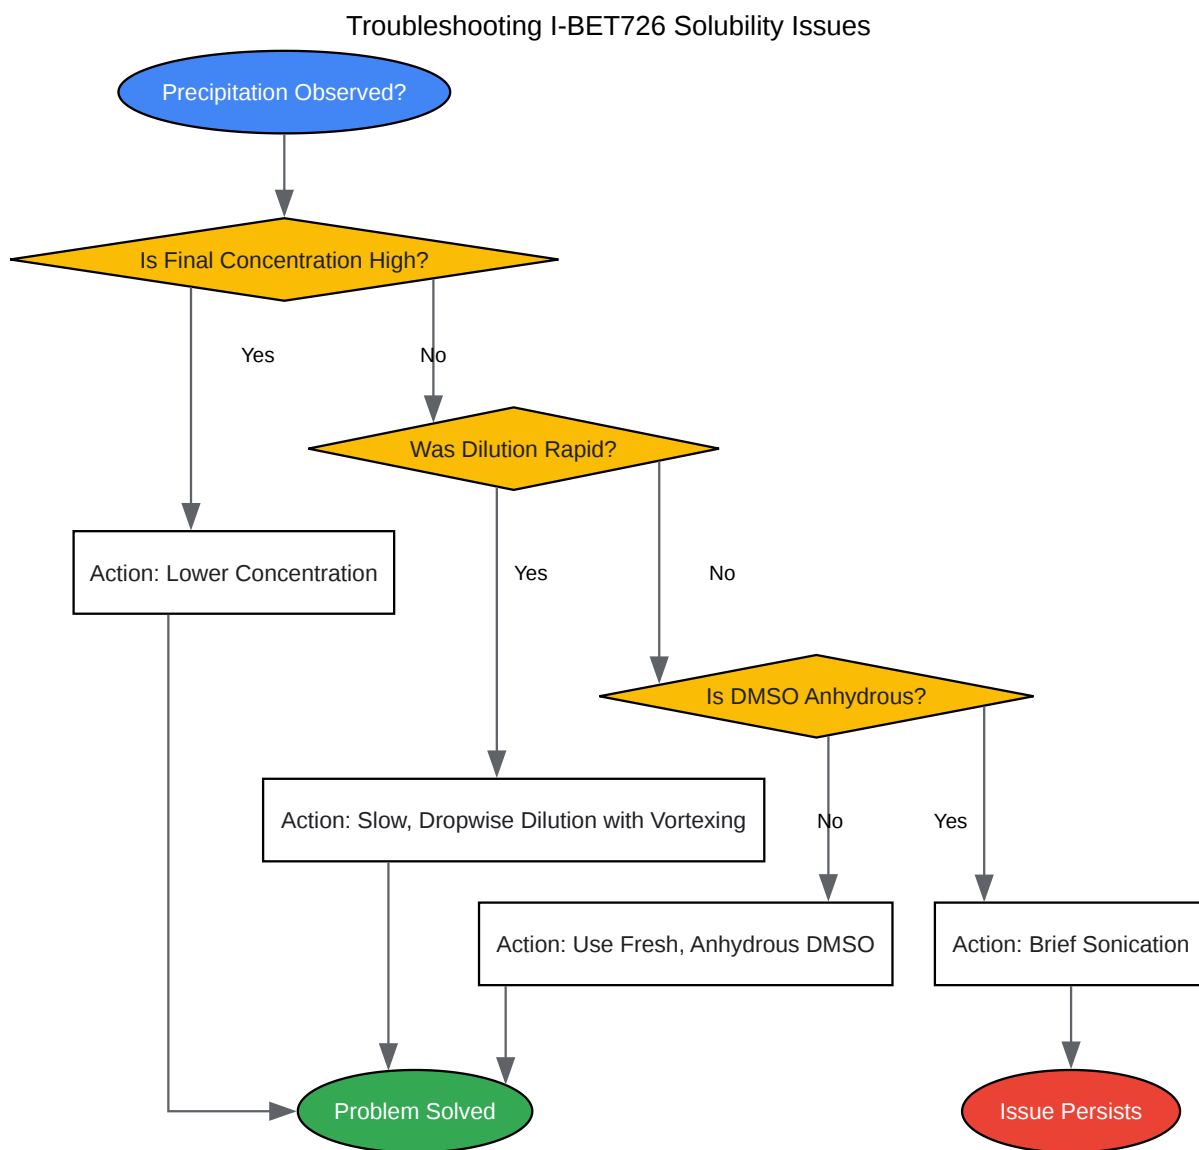 Troubleshooting I-BET726 Solubility Issues
Precipitation Observed?
Is Final Concentration High?
Yes
No
Was Dilution Rapid?
Action: Lower Concentration
Yes
No
Is DMSO Anhydrous?
Action: Slow, Dropwise Dilution with Vortexing
No
Yes
Action: Use Fresh, Anhydrous DMSO
Action: Brief Sonication
Problem Solved
Issue Persists